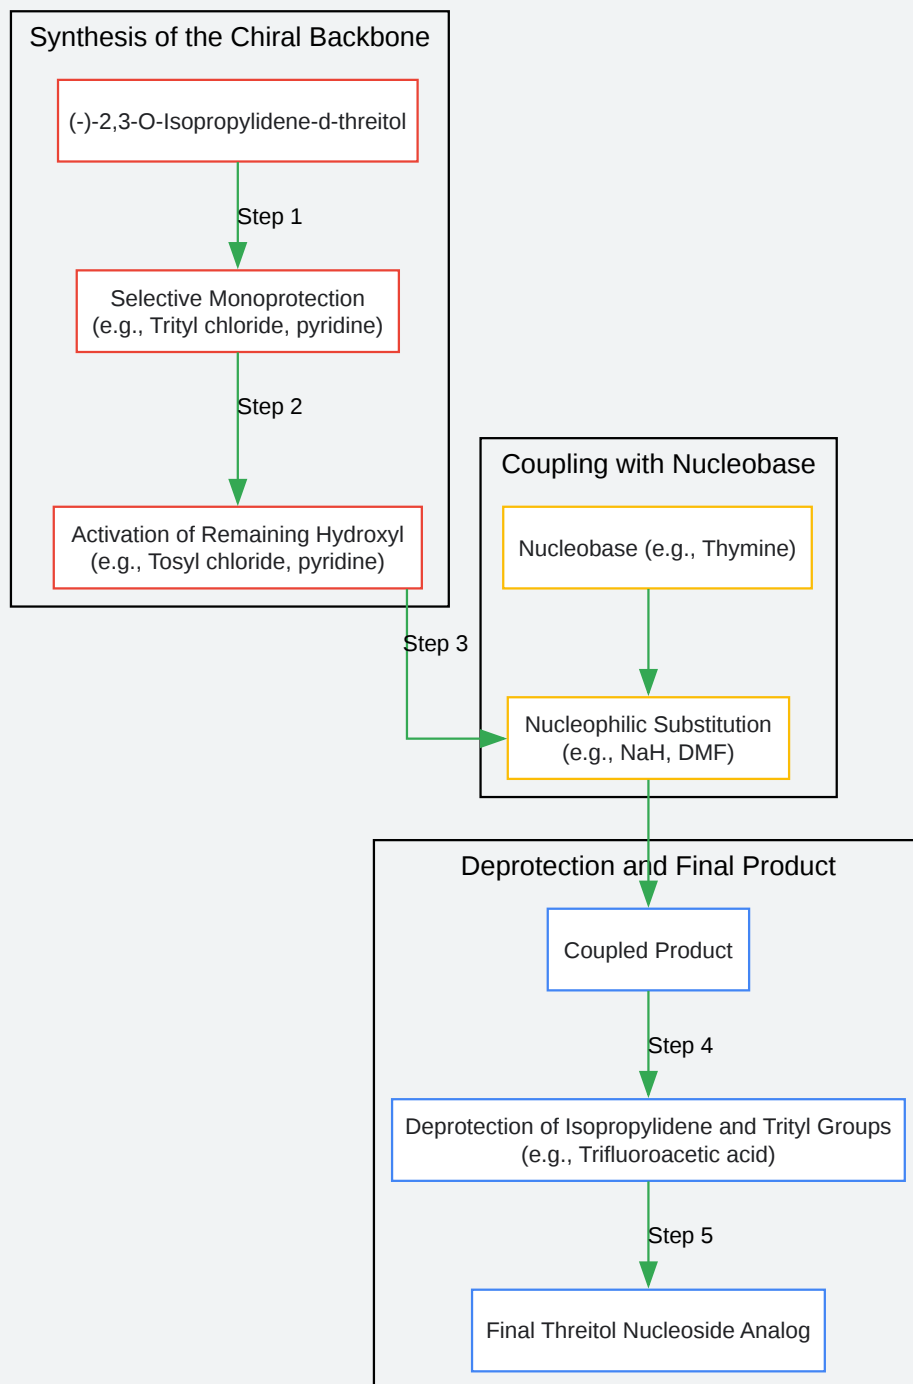 Synthesis of the Chiral Backbone
(-)-2,3-O-Isopropylidene-d-threitol
Step 1
Selective Monoprotection
(e.g., Trityl chloride, pyridine)
Step 2
Activation of Remaining Hydroxyl
(e.g., Tosyl chloride, pyridine)
Step 3
Coupling with Nucleobase
Nucleobase (e.g., Thymine)
Nucleophilic Substitution
(e.g., NaH, DMF)
Deprotection and Final Product
Coupled Product
Step 4
Deprotection of Isopropylidene and Trityl Groups
(e.g., Trifluoroacetic acid)
Step 5
Final Threitol Nucleoside Analog